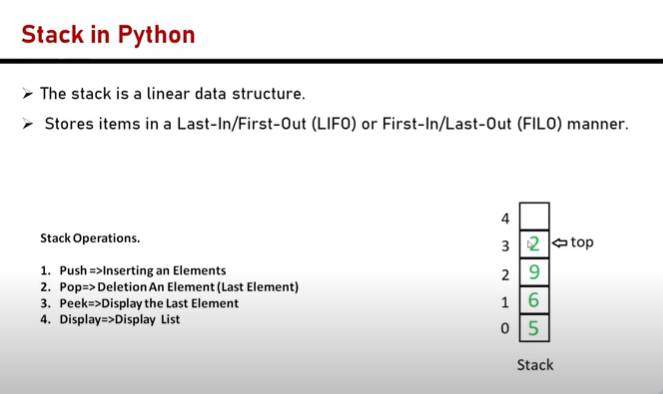 Stack in Python
➢ The stack is a linear data structure.
➢ Stores items in a Last-In/First-Out (LIFO) or First-In/Last-Out (FILO) manner.
Stack Operations.
1. Push =>Inserting an Elements
2. Pop=> Deletion An Element (Last Element)
3. Peek=>Display the Last Element
4. Display=>Display List
4
3 2 ⇦ top
2 9
1 6
0 5
Stack